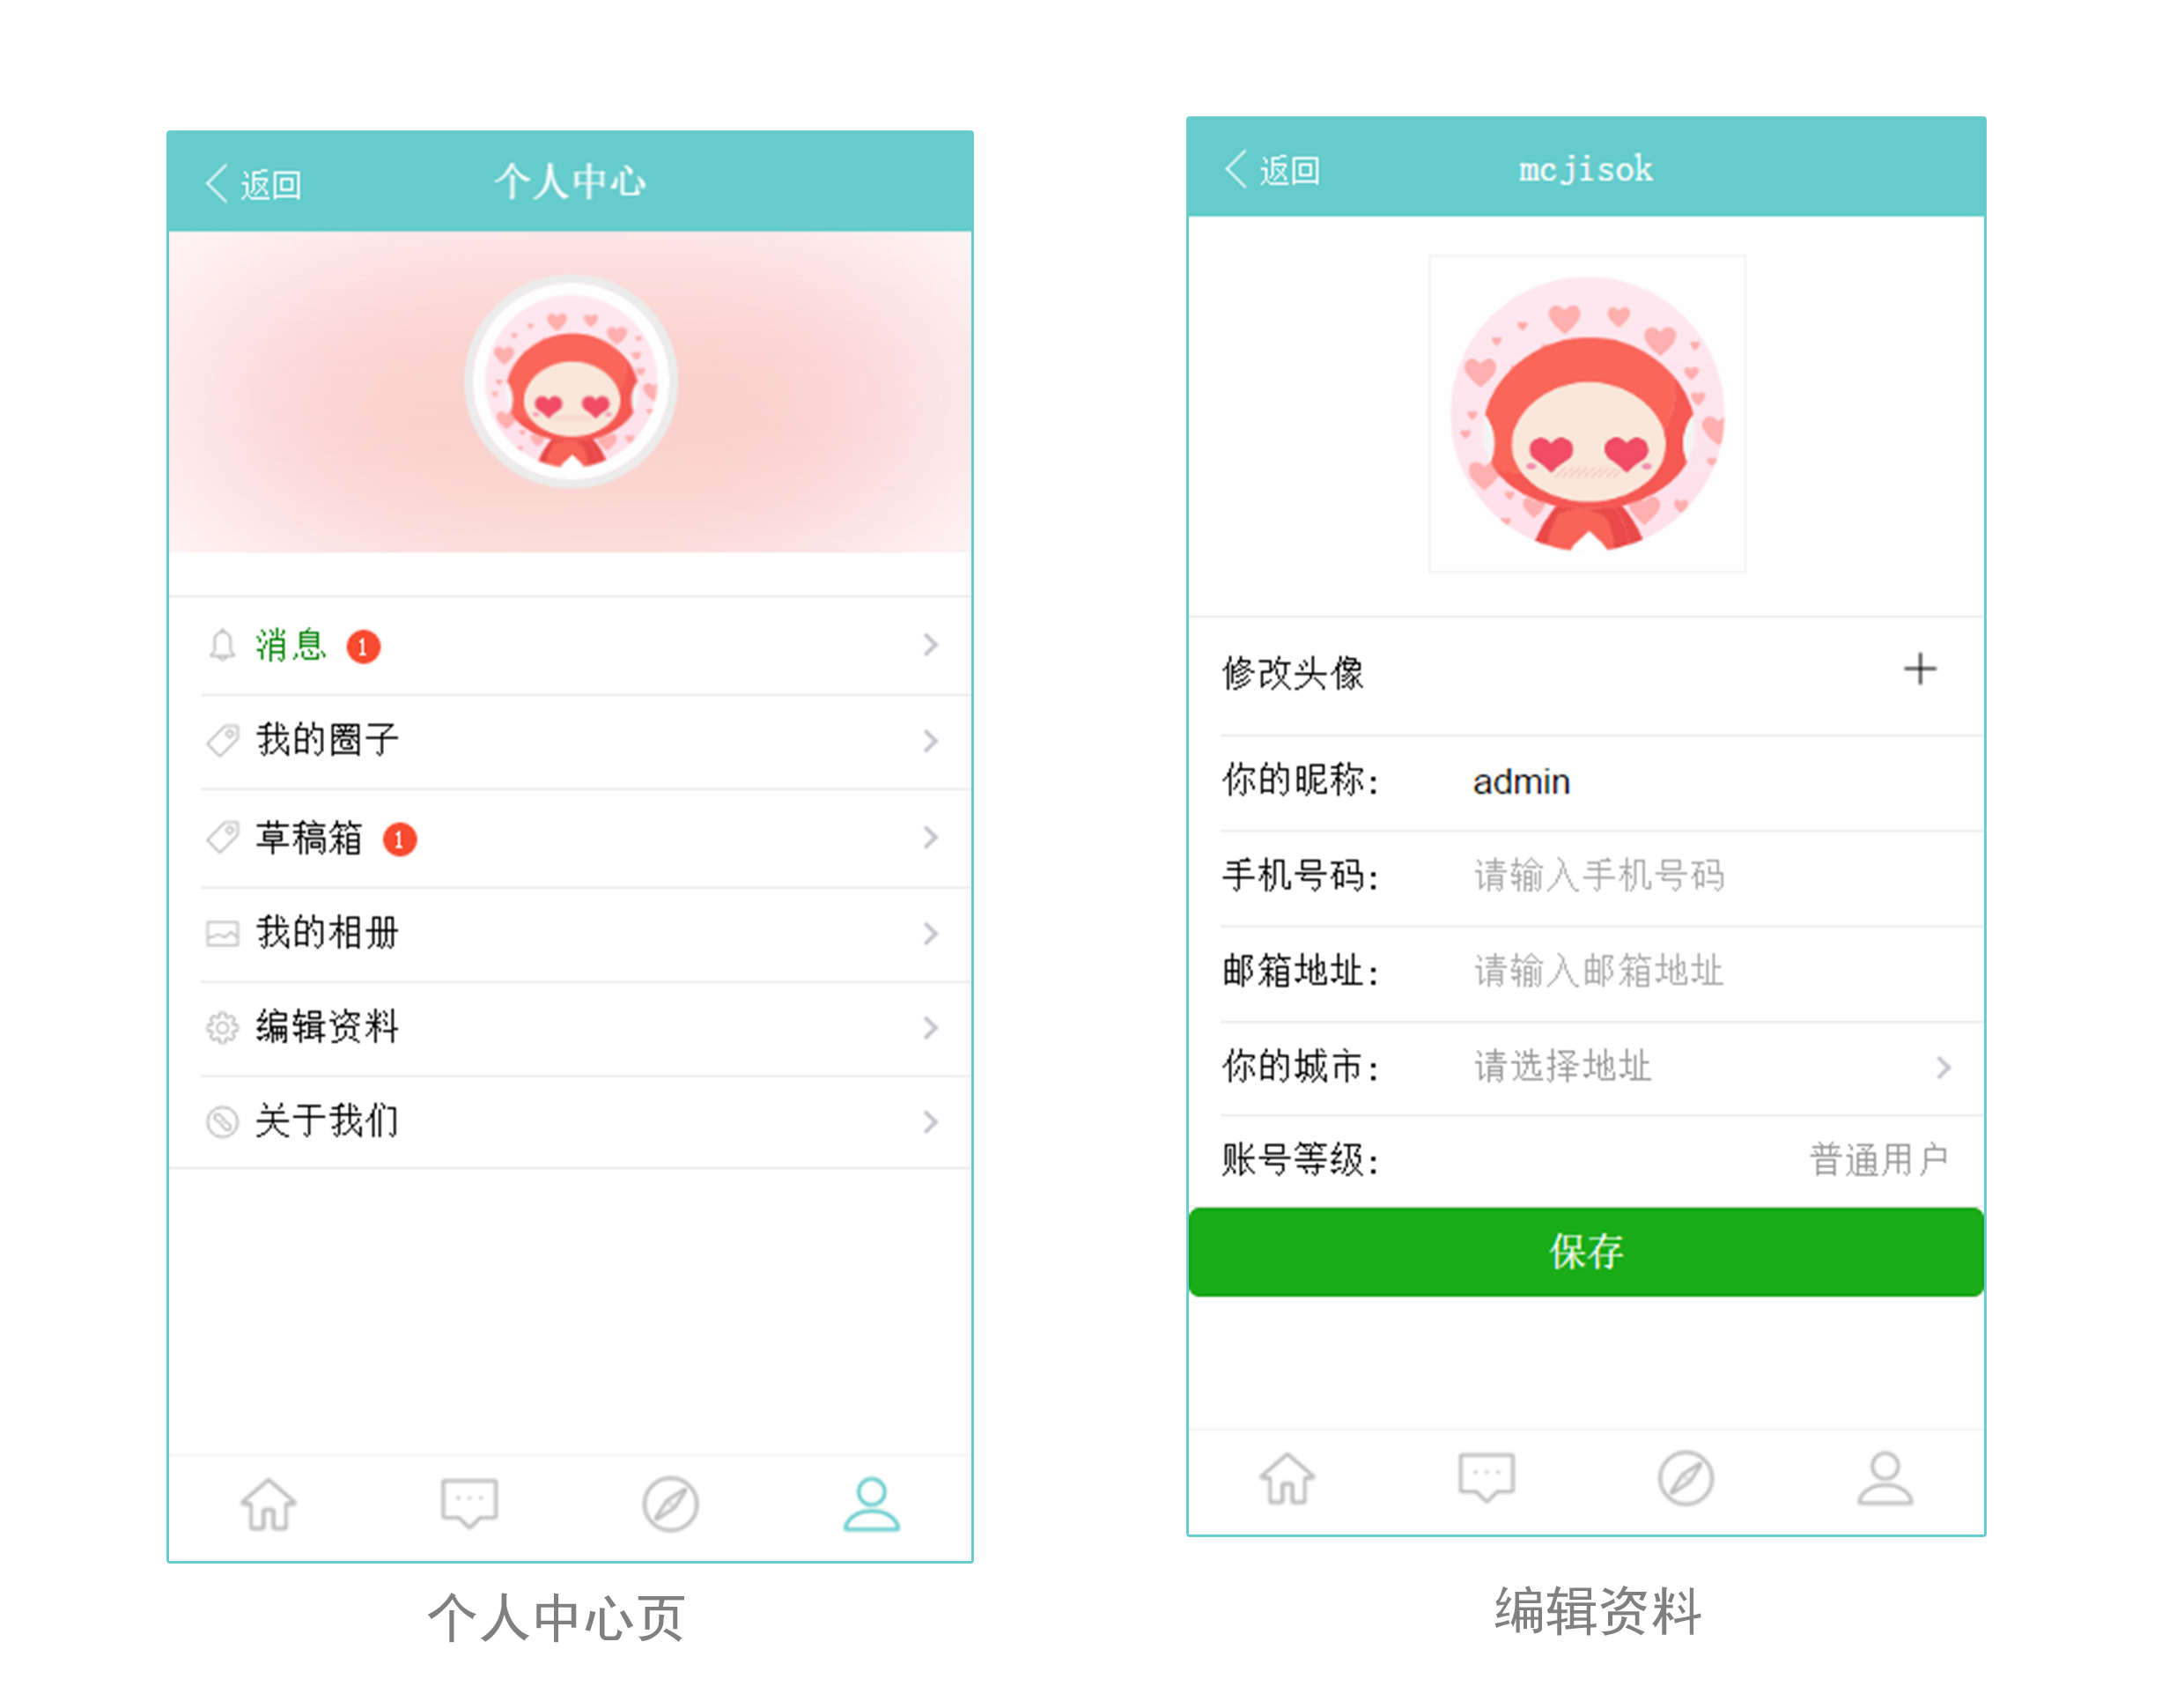 返回
个人中心
消息 1
我的圈子
草稿箱 1
我的相册
编辑资料
关于我们
个人中心页
返回
mcjisok
修改头像
你的昵称: admin
手机号码: 请输入手机号码
邮箱地址: 请输入邮箱地址
你的城市: 请选择地址
账号等级: 普通用户
保存
编辑资料